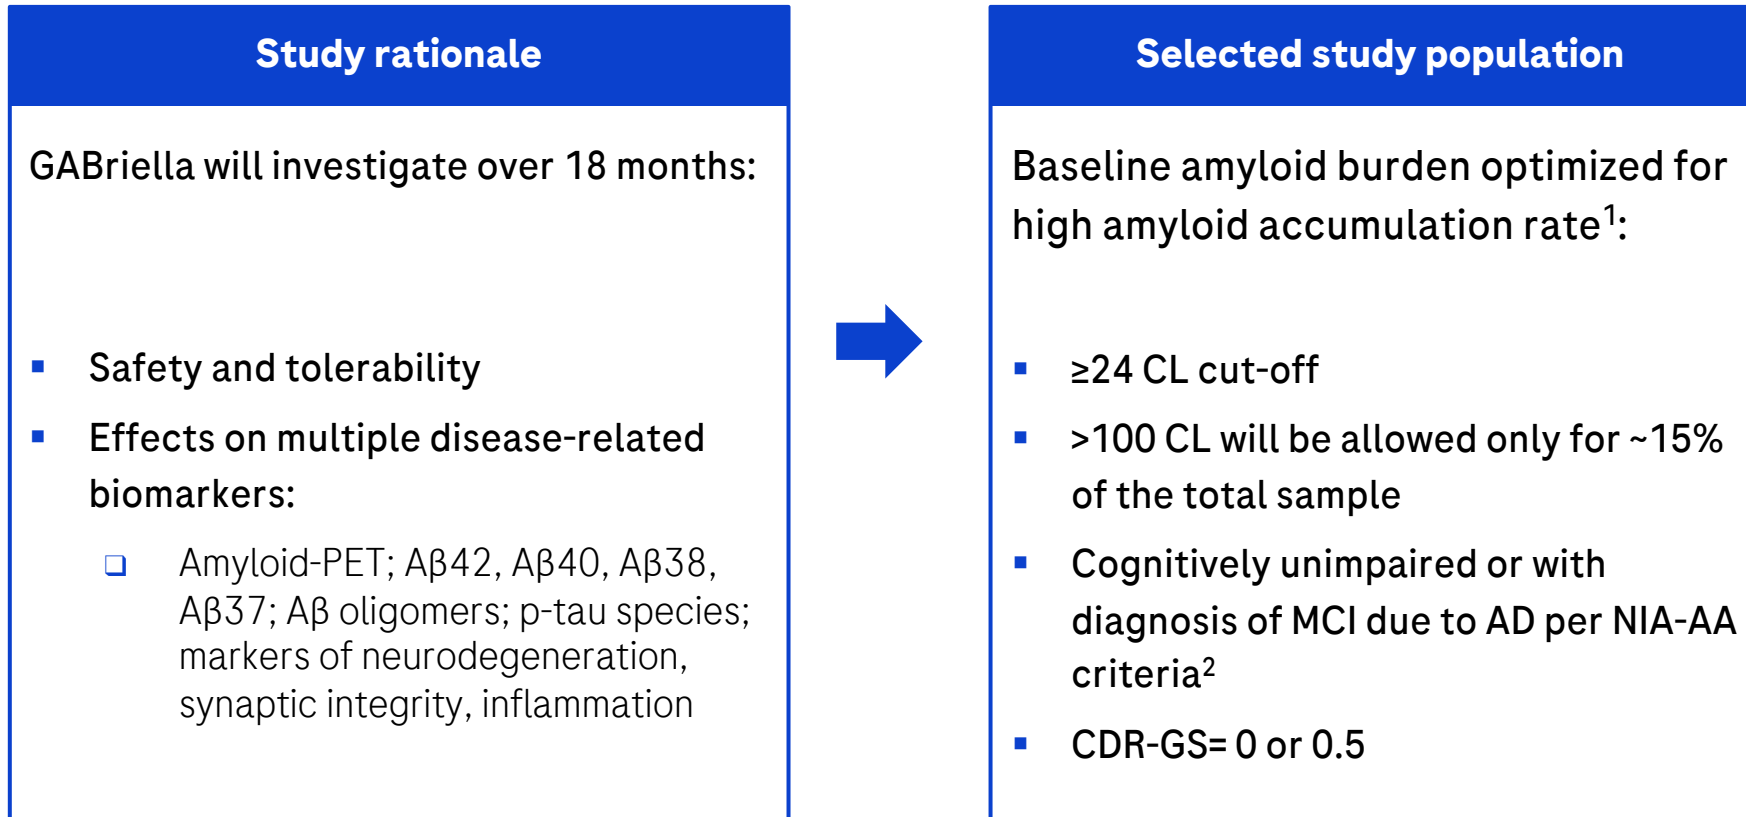 Study rationale
GABriella will investigate over 18 months:
▪ Safety and tolerability
▪ Effects on multiple disease-related
biomarkers:
❑ Amyloid-PET; Aβ42, Aβ40, Aβ38,
Aβ37; Aβ oligomers; p-tau species;
markers of neurodegeneration,
synaptic integrity, inflammation
Selected study population
Baseline amyloid burden optimized for
high amyloid accumulation rate¹:
▪ ≥24 CL cut-off
▪ >100 CL will be allowed only for ~15%
of the total sample
▪ Cognitively unimpaired or with
diagnosis of MCI due to AD per NIA-AA
criteria²
▪ CDR-GS= 0 or 0.5